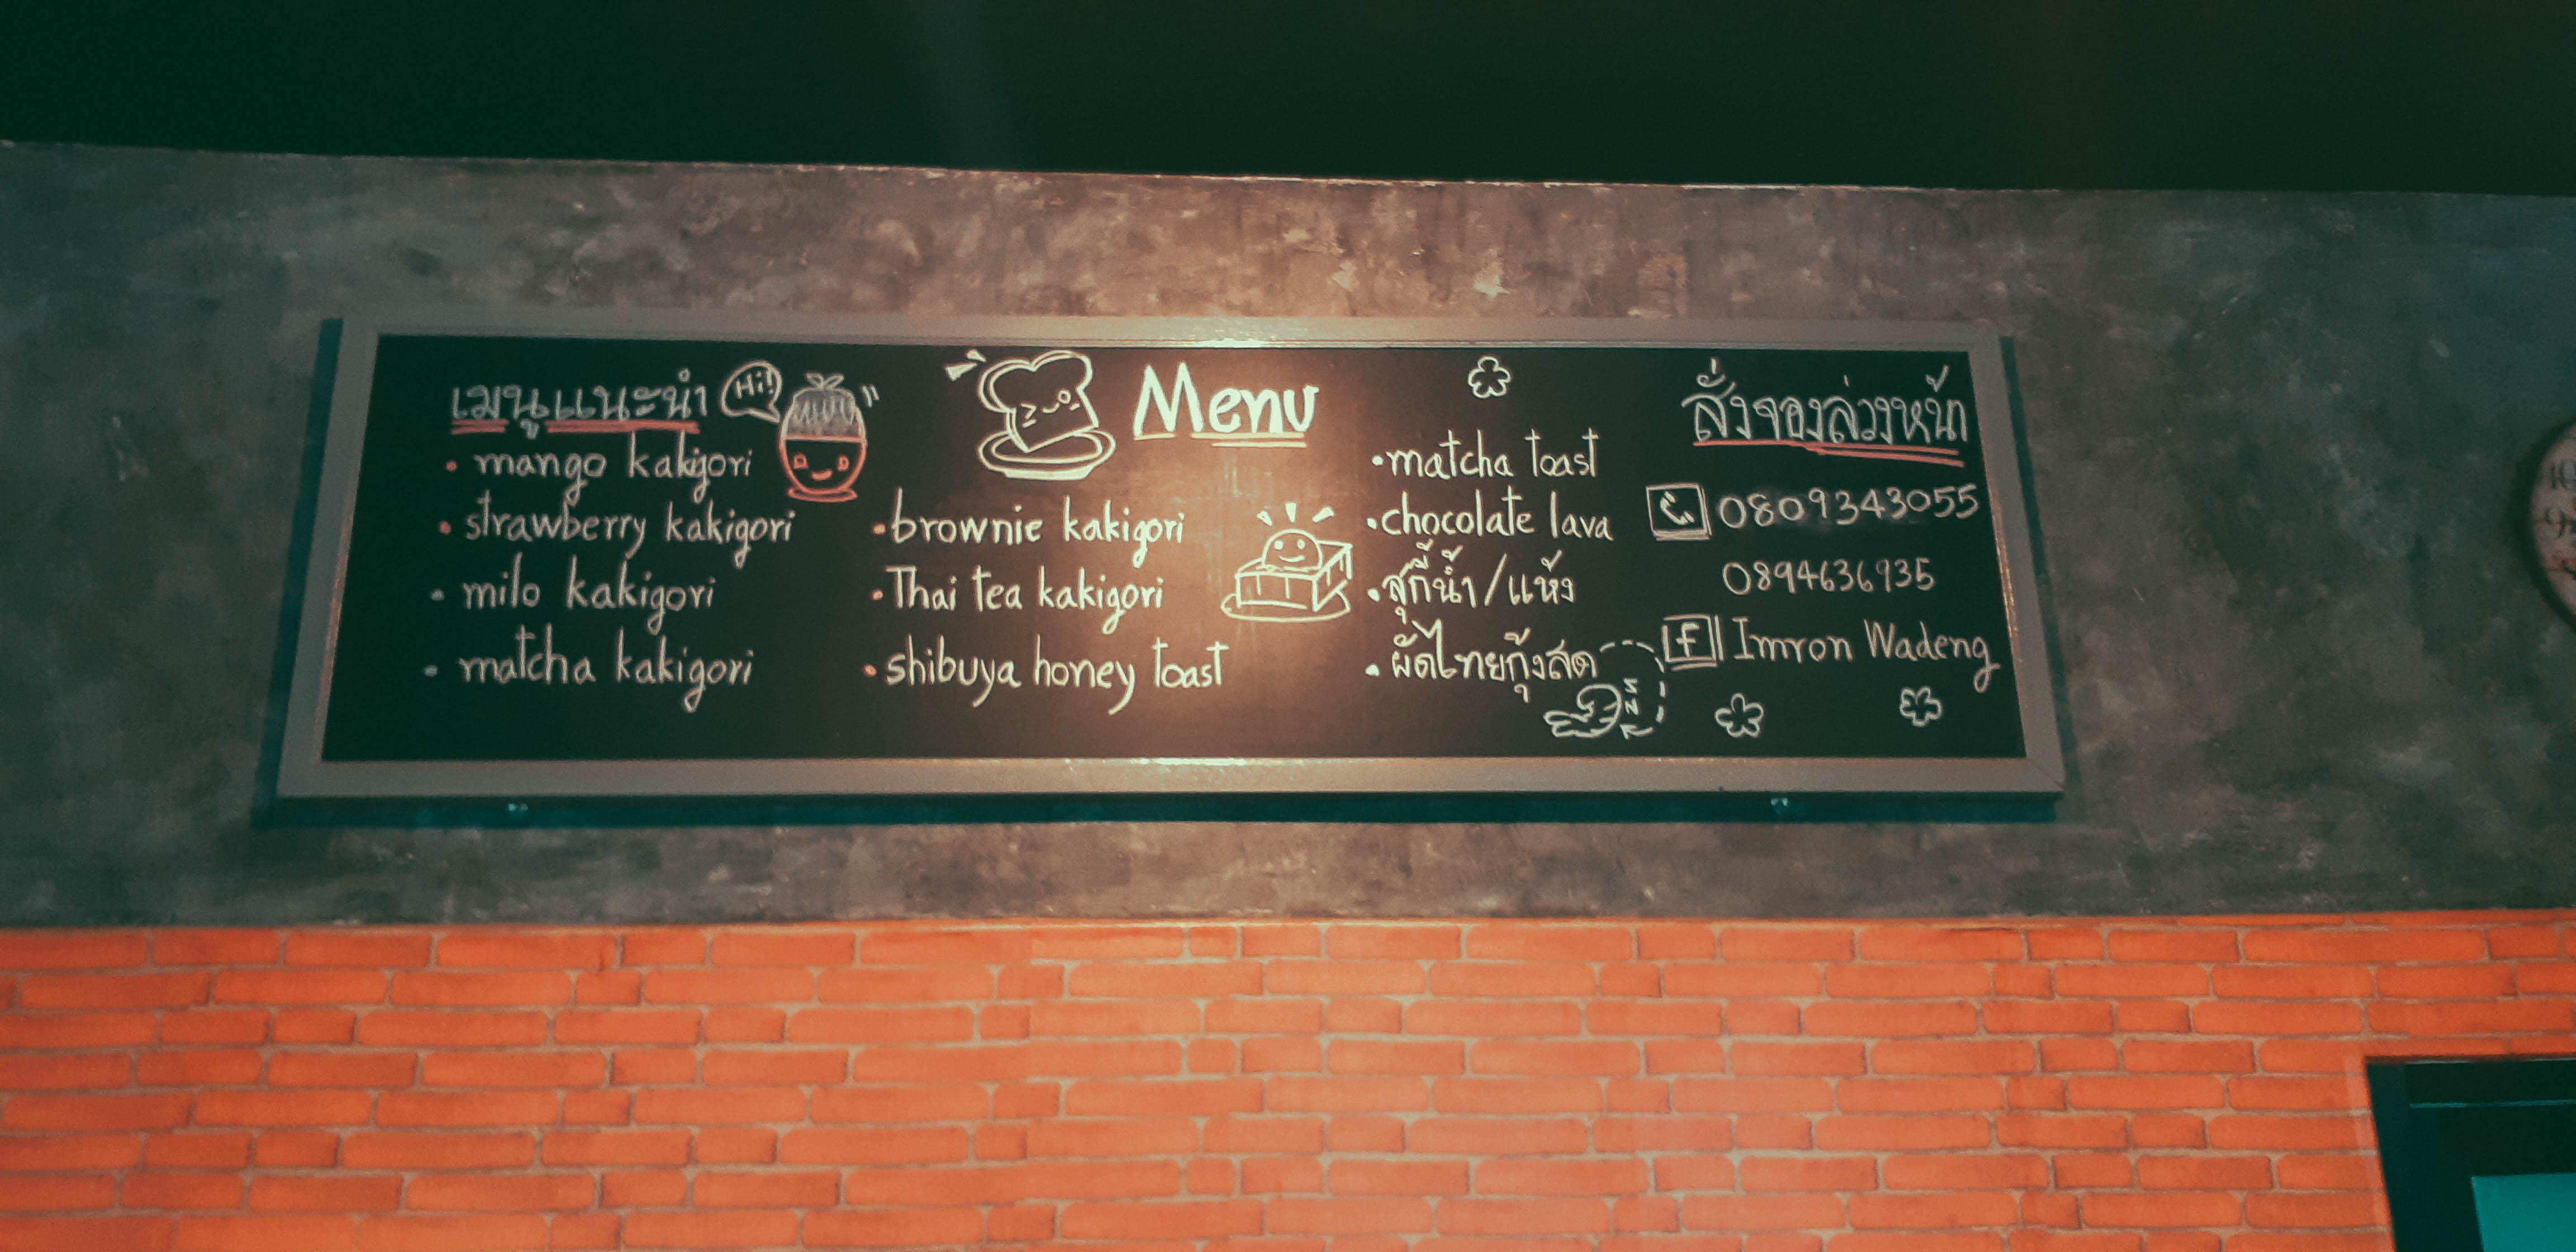 เมนูแนะนำ
Hi!
• mango kakigori
• strawberry kakigori
• milo kakigori
• matcha kakigori
Menu
• brownie kakigori
• Thai tea kakigori
• shibuya honey toast
• matcha toast
• chocolate lava
• สุกี้น้ำ/แห้ง
• ผัดไทยกุ้งสด
สั่งจองล่วงหน้า
0809343055
0894636935
f Imron Wadeng